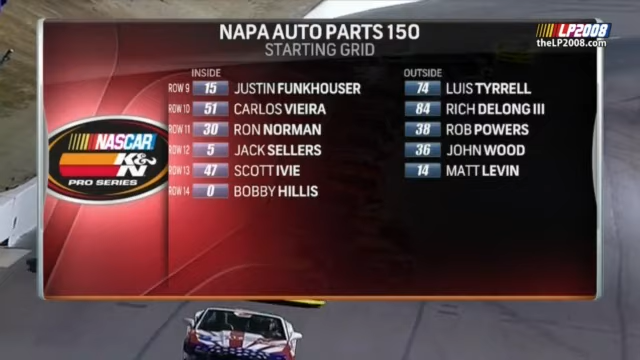 NAPA AUTO PARTS 150
STARTING GRID
LP2008
theLP2008.com
INSIDE OUTSIDE
ROW 9 15 JUSTIN FUNKHOUSER 74 LUIS TYRRELL
ROW 10 51 CARLOS VIEIRA 84 RICH DELONG III
ROW 11 30 RON NORMAN 38 ROB POWERS
ROW 12 5 JACK SELLERS 36 JOHN WOOD
ROW 13 47 SCOTT IVIE 14 MATT LEVIN
ROW 14 0 BOBBY HILLIS
NASCAR
K&N
PRO SERIES